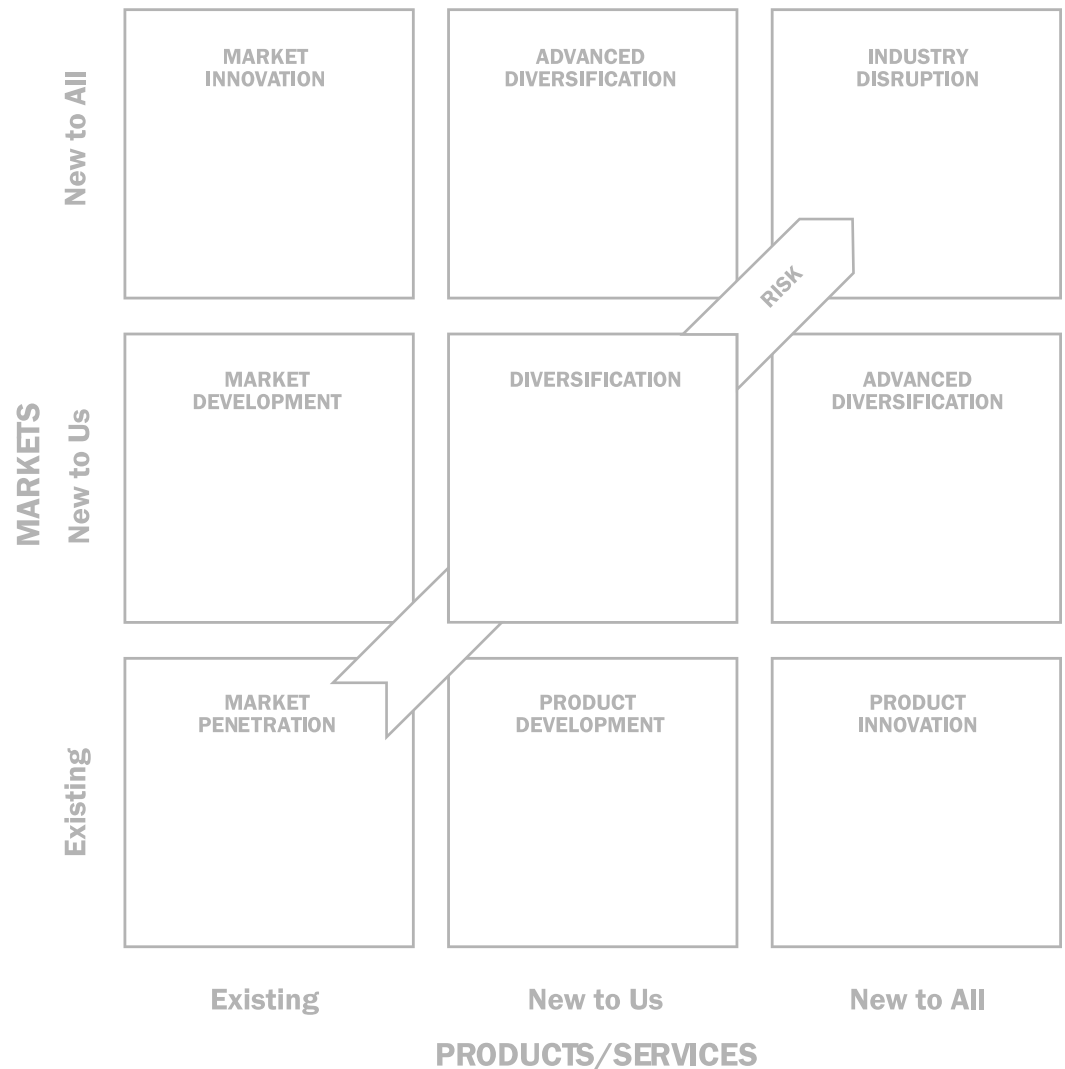 MARKET
INNOVATION
ADVANCED
DIVERSIFICATION
INDUSTRY
DISRUPTION
New to All
RISK
MARKET
DEVELOPMENT
DIVERSIFICATION
ADVANCED
DIVERSIFICATION
MARKETS
New to Us
MARKET
PENETRATION
PRODUCT
DEVELOPMENT
PRODUCT
INNOVATION
Existing
Existing
New to Us
New to All
PRODUCTS/SERVICES